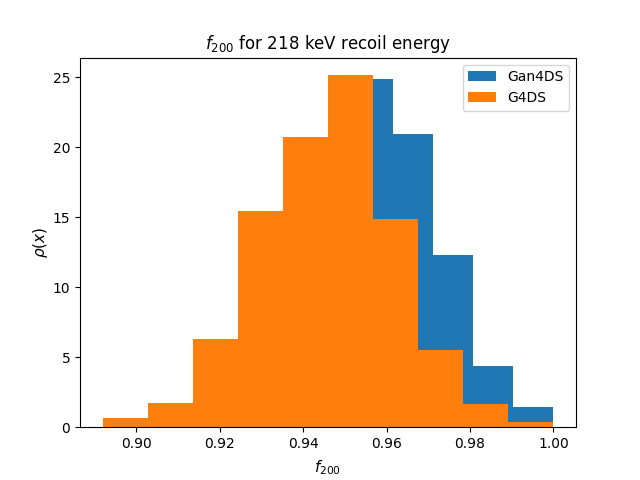 f₂₀₀ for 218 keV recoil energy
Gan4DS
G4DS
25
20
15
10
5
0
ρ(x)
0.90 0.92 0.94 0.96 0.98 1.00
f₂₀₀